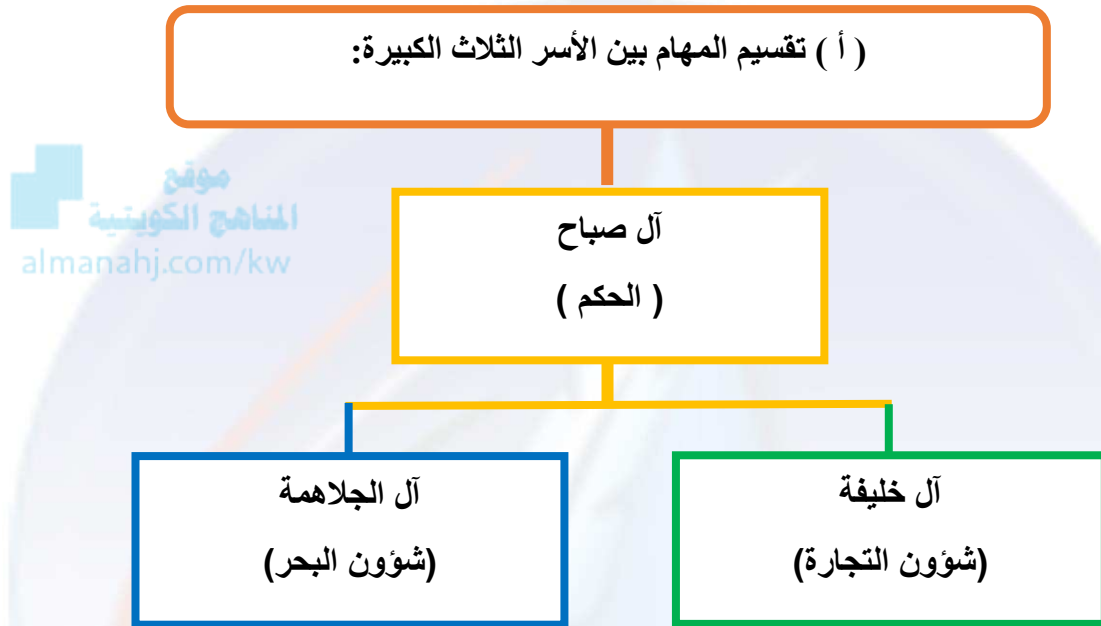 ( أ ) تقسيم المهام بين الأسر الثلاث الكبيرة:
موقع
المناهج الكويتية
almanahj.com/kw
آل صباح
( الحكم )
آل خليفة
(شؤون التجارة)
آل الجلاهمة
(شؤون البحر)